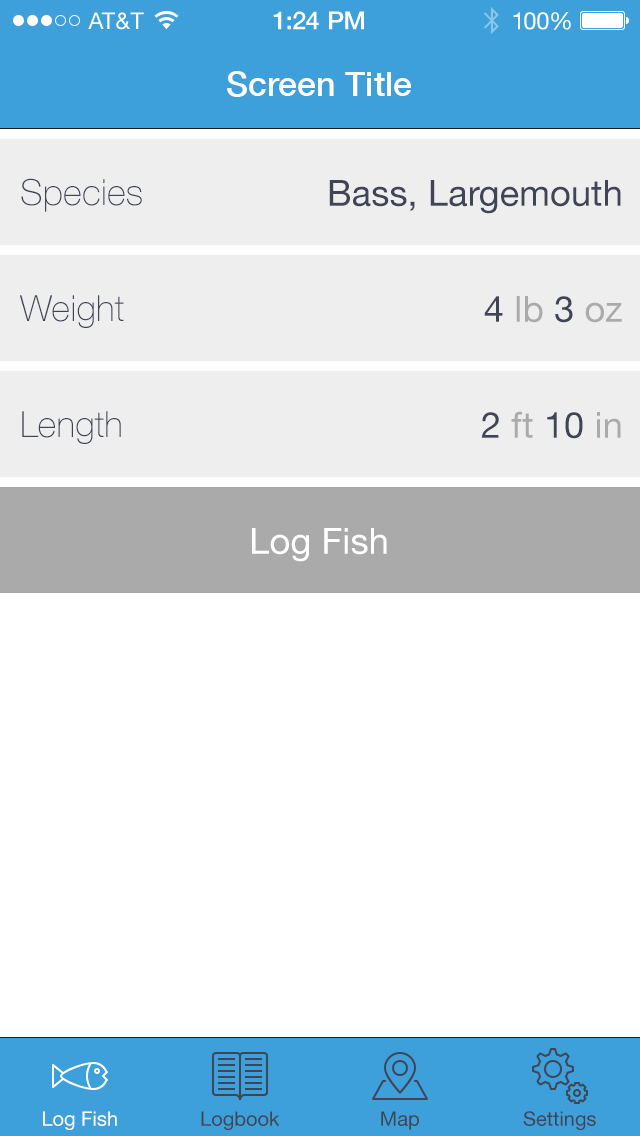 AT&T 1:24 PM 100%
Screen Title
Species Bass, Largemouth
Weight 4 lb 3 oz
Length 2 ft 10 in
Log Fish
Log Fish Logbook Map Settings